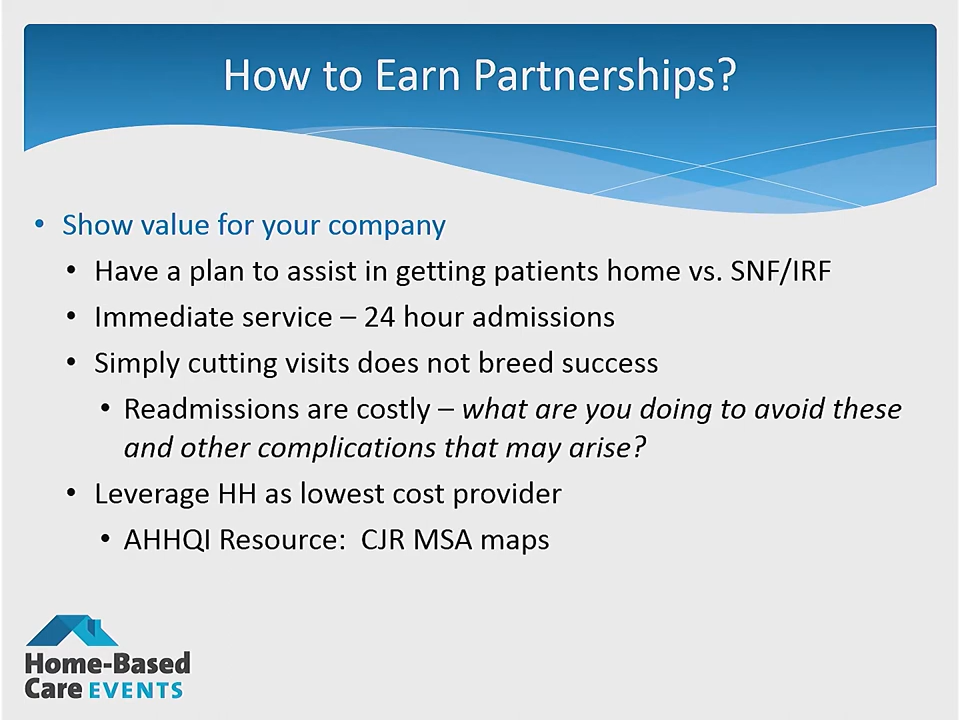 How to Earn Partnerships?
• Show value for your company
• Have a plan to assist in getting patients home vs. SNF/IRF
• Immediate service – 24 hour admissions
• Simply cutting visits does not breed success
• Readmissions are costly – what are you doing to avoid these
and other complications that may arise?
• Leverage HH as lowest cost provider
• AHHQI Resource:  CJR MSA maps
Home-Based
Care EVENTS